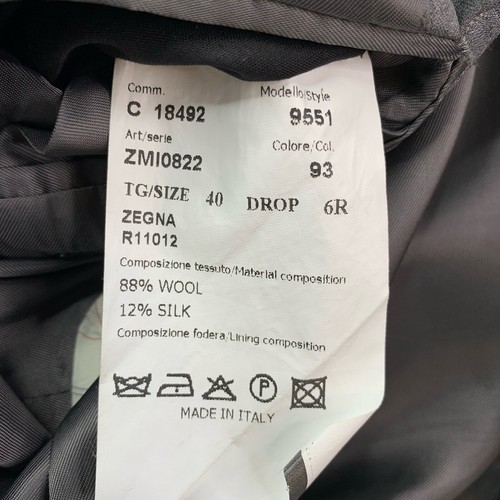 Comm. Modello/style
C 18492 9551
Art/serie Colore/Col.
ZMI0822 93
TG/SIZE 40 DROP 6R
ZEGNA
R11012
Composizione tessuto/Material composition
88% WOOL
12% SILK
Composizione fodera/Lining composition
P
MADE IN ITALY